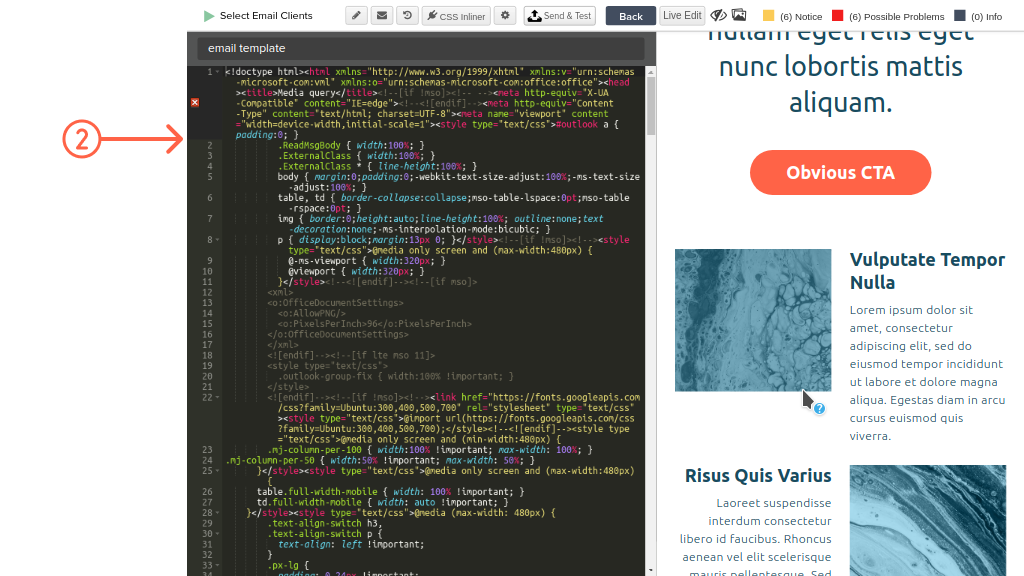 Select Email Clients
CSS Inliner
Send & Test
Back
Live Edit
(6) Notice
(6) Possible Problems
(0) Info
email template
2
1 <!doctype html><html xmlns="http://www.w3.org/1999/xhtml" xmlns:v="urn:schemas
-microsoft-com:vml" xmlns:o="urn:schemas-microsoft-com:office:office"><head
><title>Media query</title><!--[if !mso]><!-- --><meta http-equiv="X-UA
-Compatible" content="IE=edge"><!--<![endif]--><meta http-equiv="Content
-Type" content="text/html; charset=UTF-8"><meta name="viewport" content
="width=device-width,initial-scale=1"><style type="text/css">#outlook a {
padding:0; }
2 .ReadMsgBody { width:100%; }
3 .ExternalClass { width:100%; }
4 .ExternalClass * { line-height:100%; }
5 body { margin:0;padding:0;-webkit-text-size-adjust:100%;-ms-text-size
-adjust:100%; }
6 table, td { border-collapse:collapse;mso-table-lspace:0pt;mso-table
-rspace:0pt; }
7 img { border:0;height:auto;line-height:100%; outline:none;text
-decoration:none;-ms-interpolation-mode:bicubic; }
8 p { display:block;margin:13px 0; }</style><!--[if !mso]><!--><style
type="text/css">@media only screen and (max-width:480px) {
9 @-ms-viewport { width:320px; }
10 @viewport { width:320px; }
11 }</style><!--<![endif]--><!--[if mso]>
12 <xml>
13 <o:OfficeDocumentSettings>
14 <o:AllowPNG/>
15 <o:PixelsPerInch>96</o:PixelsPerInch>
16 </o:OfficeDocumentSettings>
17 </xml>
18 <![endif]--><!--[if lte mso 11]>
19 <style type="text/css">
20 .outlook-group-fix { width:100% !important; }
21 </style>
22 <![endif]--><!--[if !mso]><!--><link href="https://fonts.googleapis.com
/css?family=Ubuntu:300,400,500,700" rel="stylesheet" type="text/css"
><style type="text/css">@import url(https://fonts.googleapis.com/css
?family=Ubuntu:300,400,500,700);</style><!--<![endif]--><style type
="text/css">@media only screen and (min-width:480px) {
23 .mj-column-per-100 { width:100% !important; max-width: 100%; }
24 .mj-column-per-50 { width:50% !important; max-width: 50%; }
25 }</style><style type="text/css">@media only screen and (max-width:480px)
{
26 table.full-width-mobile { width: 100% !important; }
27 td.full-width-mobile { width: auto !important; }
28 }</style><style type="text/css">@media (max-width: 480px) {
29 .text-align-switch h3,
30 .text-align-switch p {
31 text-align: left !important;
32 }
33 .px-lg {
34 padding: 0 24px !important;
nullam eget felis eget
nunc lobortis mattis
aliquam.
Obvious CTA
Vulputate Tempor
Nulla
Lorem ipsum dolor sit
amet, consectetur
adipiscing elit, sed do
eiusmod tempor incididunt
ut labore et dolore magna
aliqua. Egestas diam in arcu
cursus euismod quis
viverra.
?
Risus Quis Varius
Laoreet suspendisse
interdum consectetur
libero id faucibus. Rhoncus
aenean vel elit scelerisque
mauris pellentesque. Sed